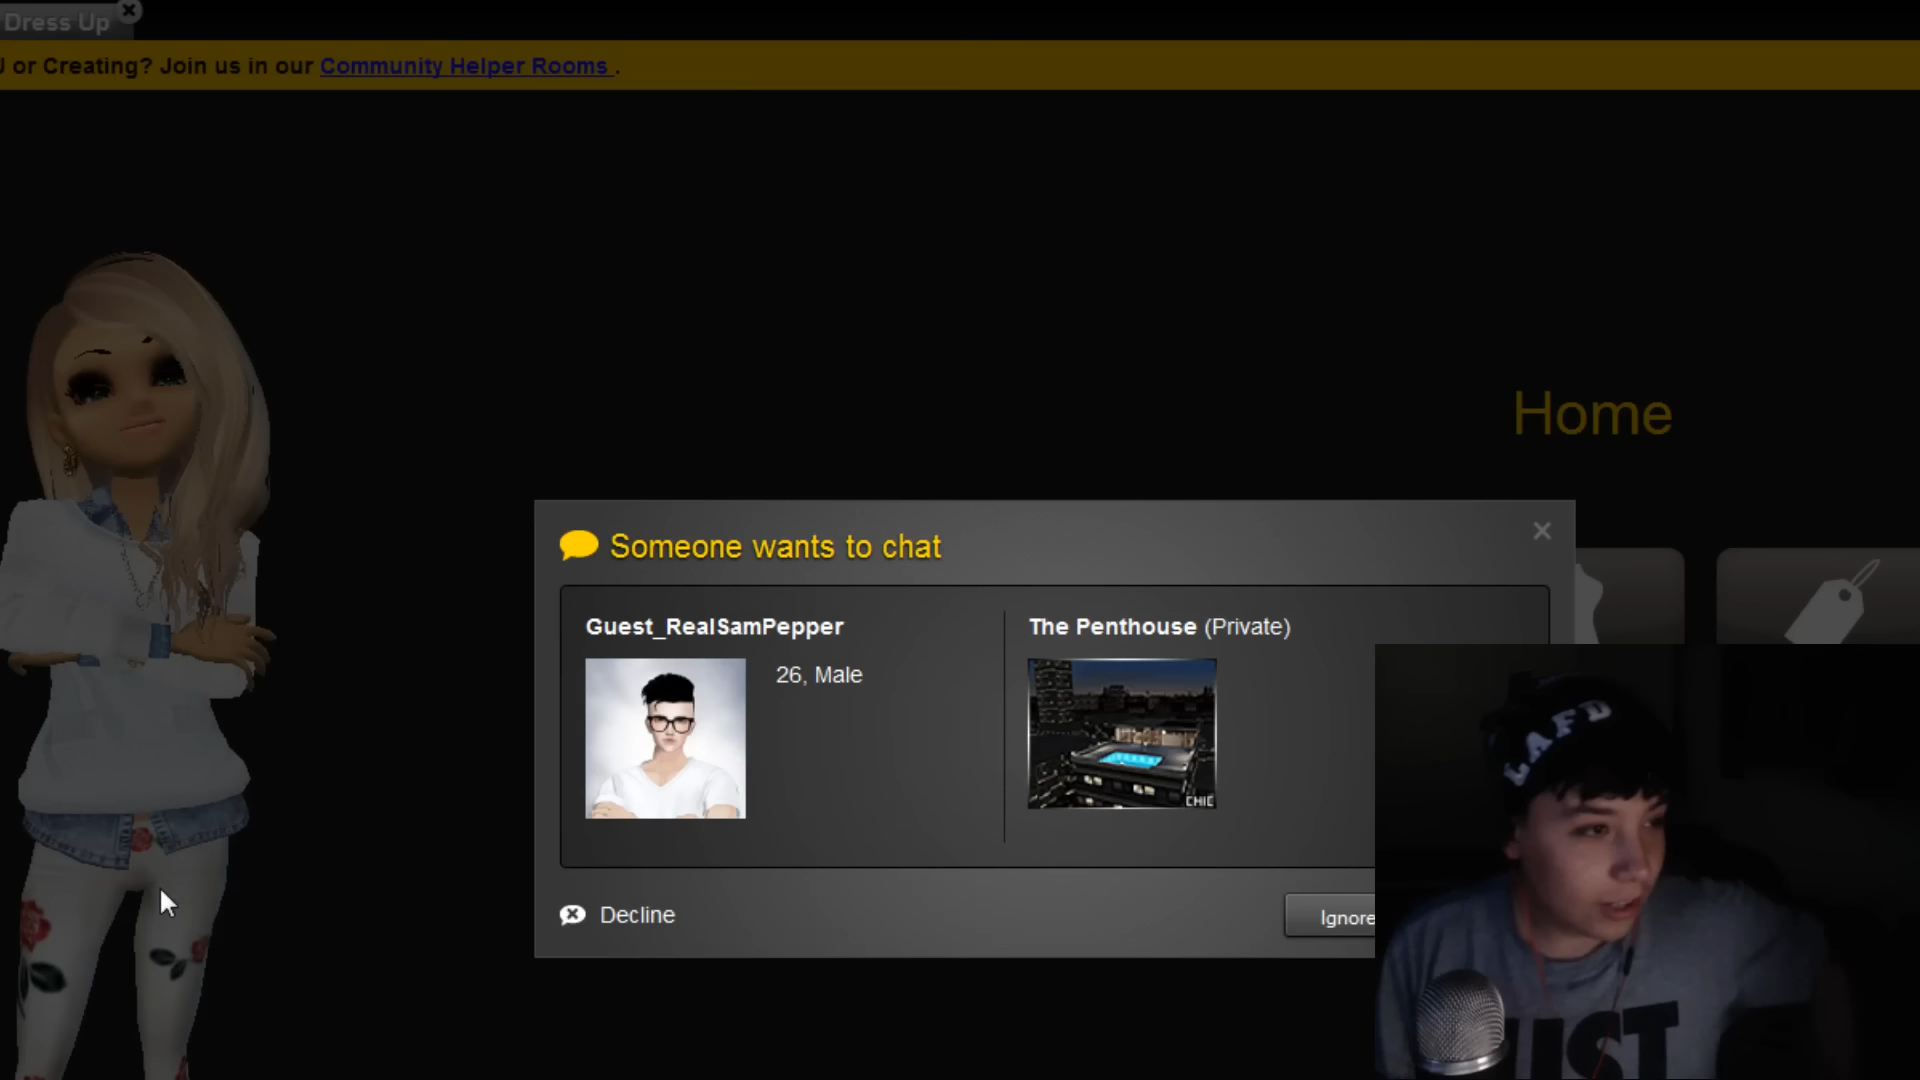 Dress Up
or Creating? Join us in our Community Helper Rooms .
Home
Someone wants to chat
Guest_RealSamPepper
26, Male
The Penthouse (Private)
CHIC
Decline
Ignore
LAFD